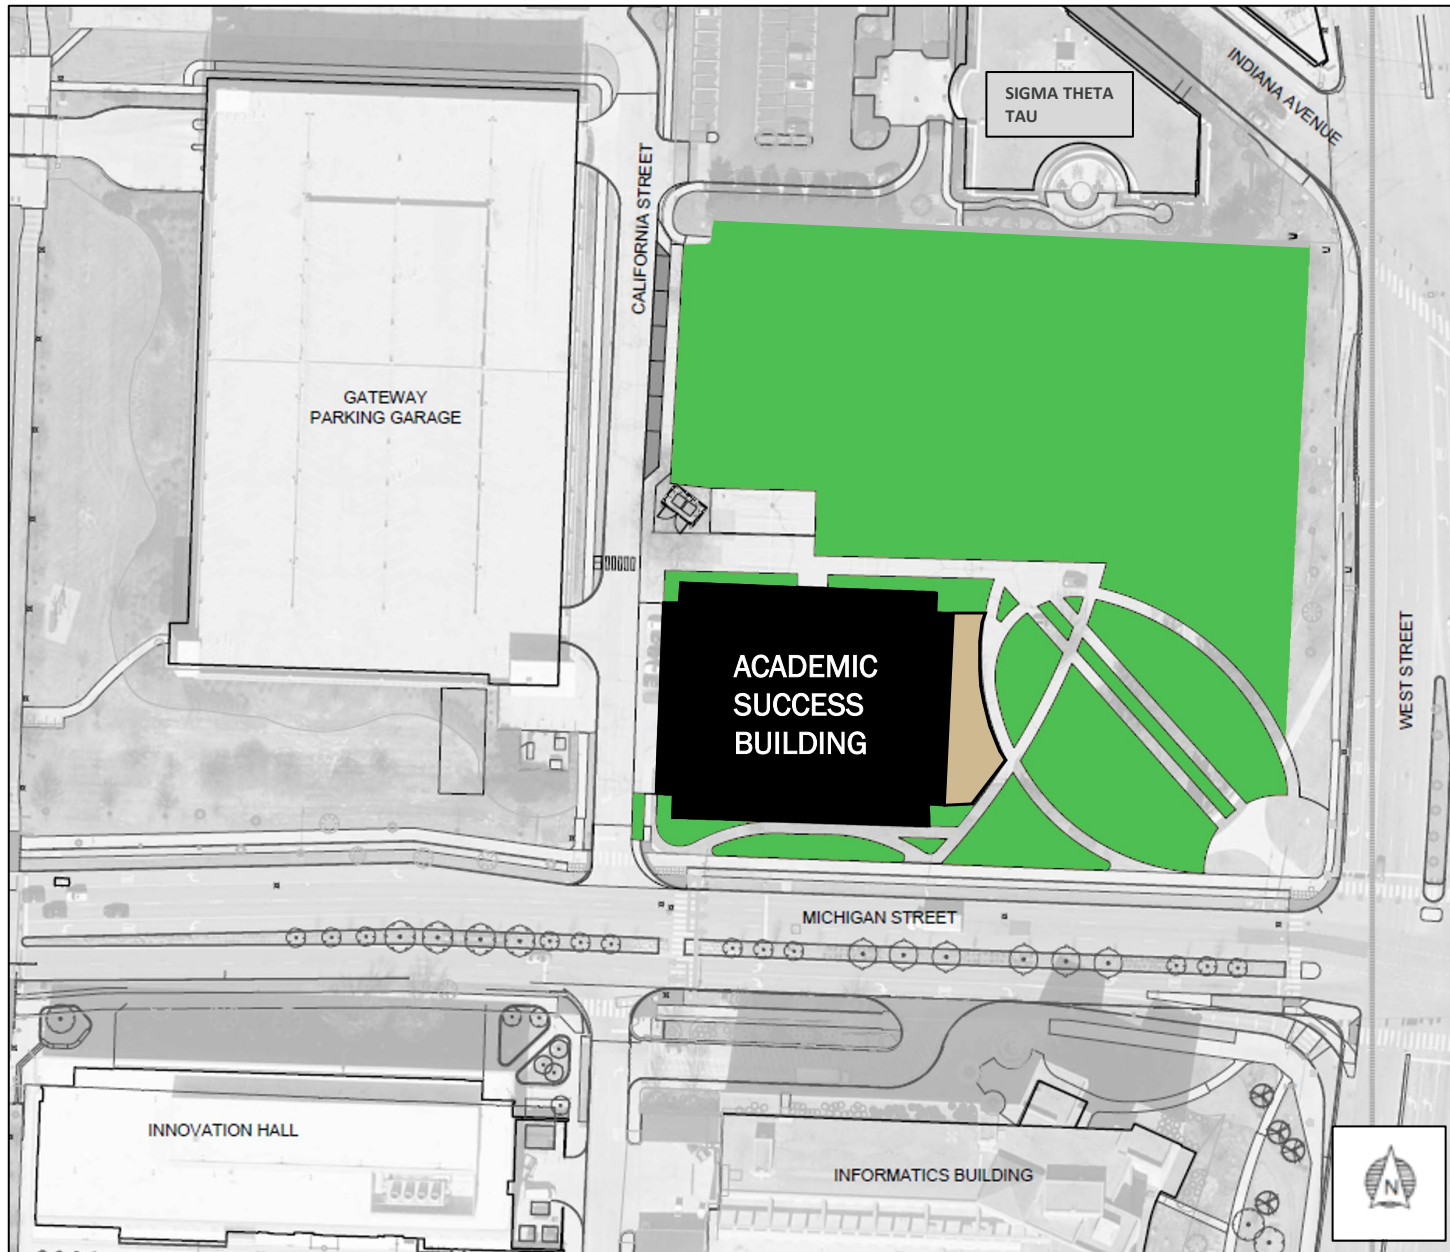 SIGMA THETA
TAU
INDIANA AVENUE
CALIFORNIA STREET
GATEWAY
PARKING GARAGE
ACADEMIC
SUCCESS
BUILDING
WEST STREET
MICHIGAN STREET
INNOVATION HALL
INFORMATICS BUILDING
N